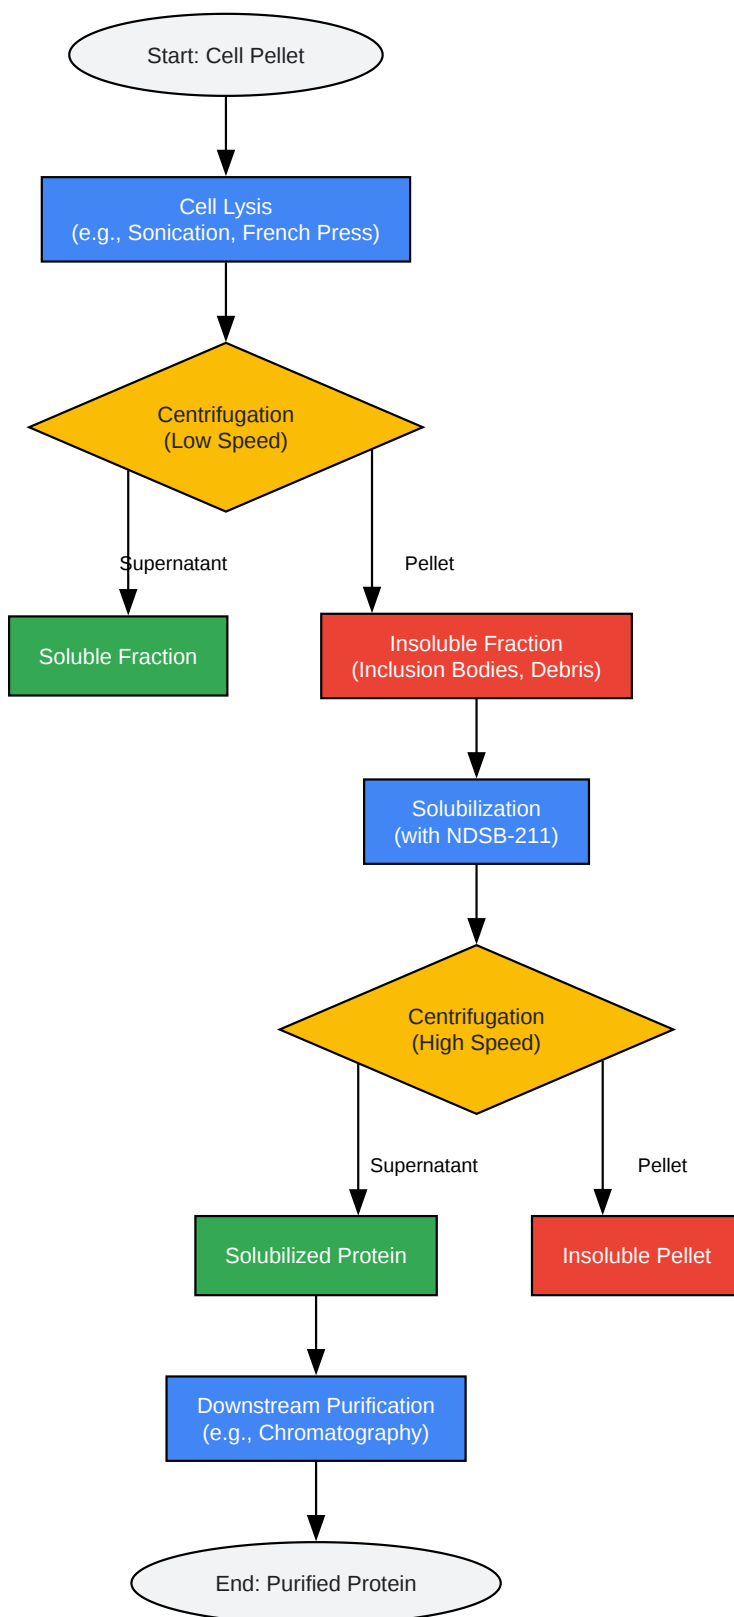 Start: Cell Pellet
Cell Lysis
(e.g., Sonication, French Press)
Centrifugation
(Low Speed)
Supernatant
Pellet
Soluble Fraction
Insoluble Fraction
(Inclusion Bodies, Debris)
Solubilization
(with NDSB-211)
Centrifugation
(High Speed)
Supernatant
Pellet
Solubilized Protein
Insoluble Pellet
Downstream Purification
(e.g., Chromatography)
End: Purified Protein